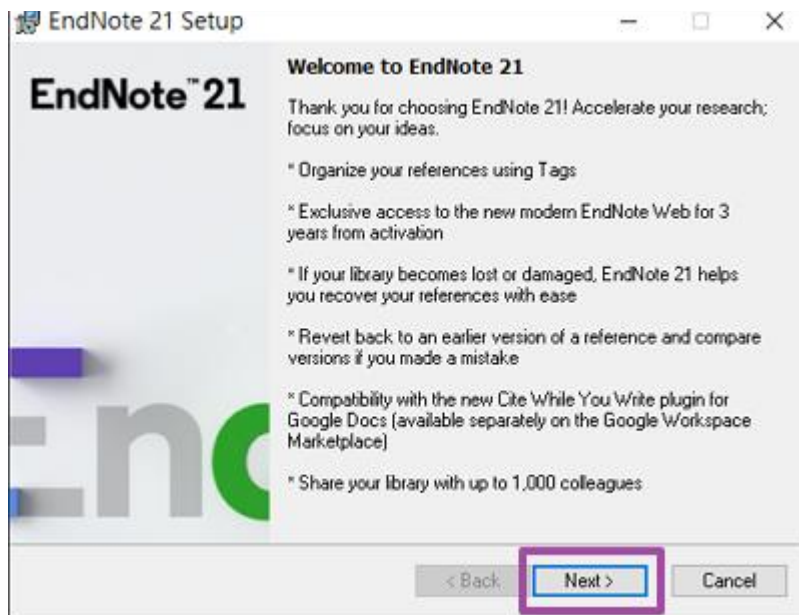 EndNote 21 Setup
EndNote™21
Welcome to EndNote 21
Thank you for choosing EndNote 21! Accelerate your research;
focus on your ideas.
* Organize your references using Tags
* Exclusive access to the new modern EndNote Web for 3
years from activation
* If your library becomes lost or damaged, EndNote 21 helps
you recover your references with ease
* Revert back to an earlier version of a reference and compare
versions if you made a mistake
* Compatibility with the new Cite While You Write plugin for
Google Docs (available separately on the Google Workspace
Marketplace)
* Share your library with up to 1,000 colleagues
En
< Back
Next >
Cancel